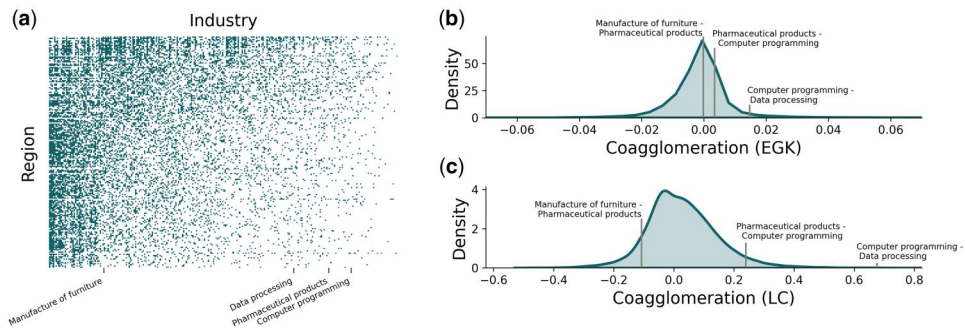 (a)
Industry
Region
Manufacture of furniture
Data processing
Pharmaceutical products
Computer programming
(b)
Density
50
25
0
Manufacture of furniture -
Pharmaceutical products
Pharmaceutical products -
Computer programming
Computer programming -
Data processing
−0.06 −0.04 −0.02 0.00 0.02 0.04 0.06
Coagglomeration (EGK)
(c)
Density
4
2
0
Manufacture of furniture -
Pharmaceutical products
Pharmaceutical products -
Computer programming
Computer programming -
Data processing
−0.6 −0.4 −0.2 0.0 0.2 0.4 0.6 0.8
Coagglomeration (LC)